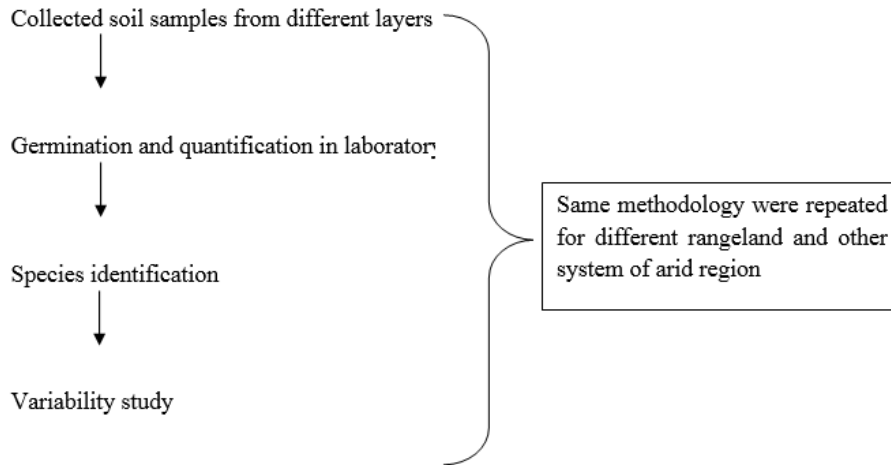 Collected soil samples from different layers
Germination and quantification in laboratory
Species identification
Variability study
Same methodology were repeated
for different rangeland and other
system of arid region